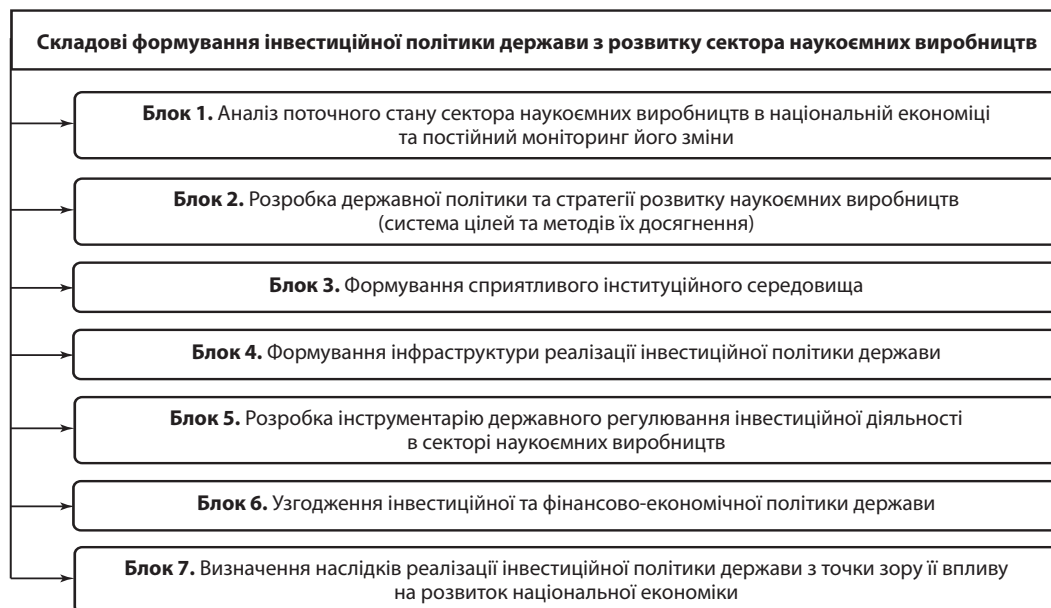 Складові формування інвестиційної політики держави з розвитку сектора наукоємних виробництв
Блок 1. Аналіз поточного стану сектора наукоємних виробництв в національній економіці
та постійний моніторинг його зміни
Блок 2. Розробка державної політики та стратегії розвитку наукоємних виробництв
(система цілей та методів їх досягнення)
Блок 3. Формування сприятливого інституційного середовища
Блок 4. Формування інфраструктури реалізації інвестиційної політики держави
Блок 5. Розробка інструментарію державного регулювання інвестиційної діяльності
в секторі наукоємних виробництв
Блок 6. Узгодження інвестиційної та фінансово-економічної політики держави
Блок 7. Визначення наслідків реалізації інвестиційної політики держави з точки зору її впливу
на розвиток національної економіки